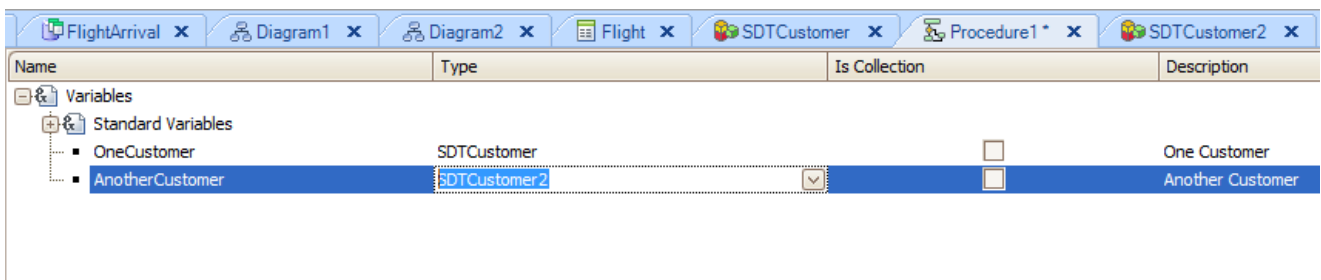 FlightArrival x Diagram1 x Diagram2 x Flight x SDTCustomer x Procedure1 * x SDTCustomer2 x
Name Type Is Collection Description
Variables
Standard Variables
OneCustomer SDTCustomer One Customer
AnotherCustomer SDTCustomer2 Another Customer